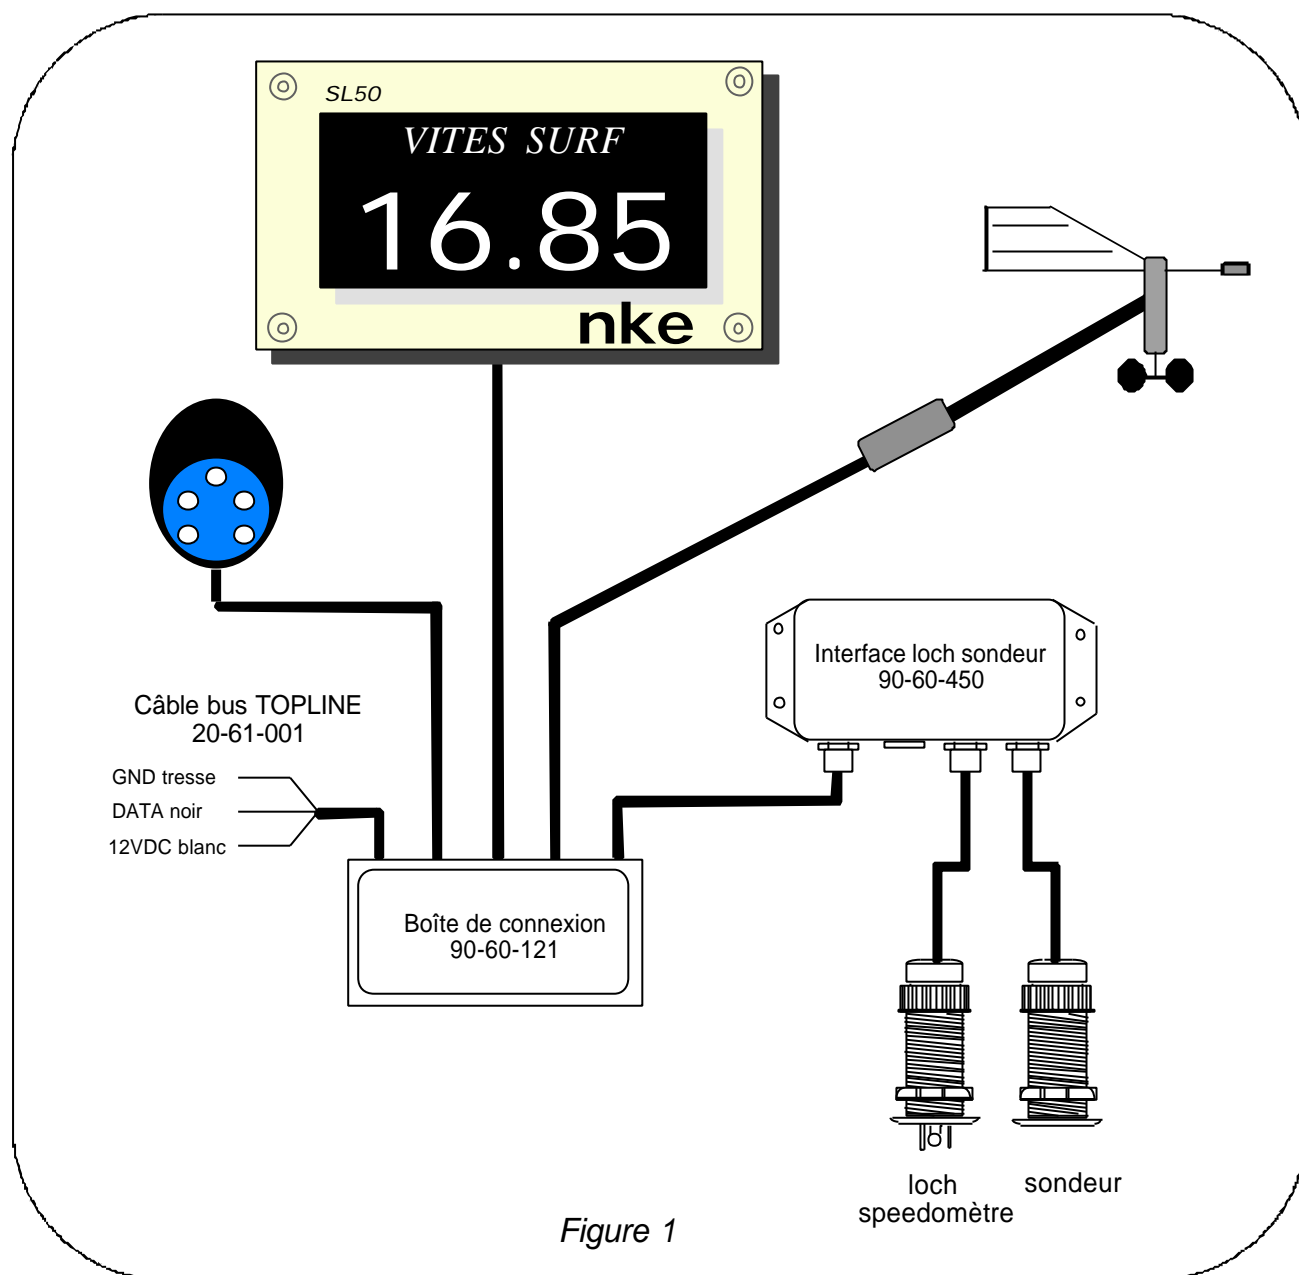 SL50
VITES SURF
16.85
nke
Interface loch sondeur
90-60-450
Câble bus TOPLINE
20-61-001
GND tresse
DATA noir
12VDC blanc
Boîte de connexion
90-60-121
loch
speedomètre
sondeur
Figure 1